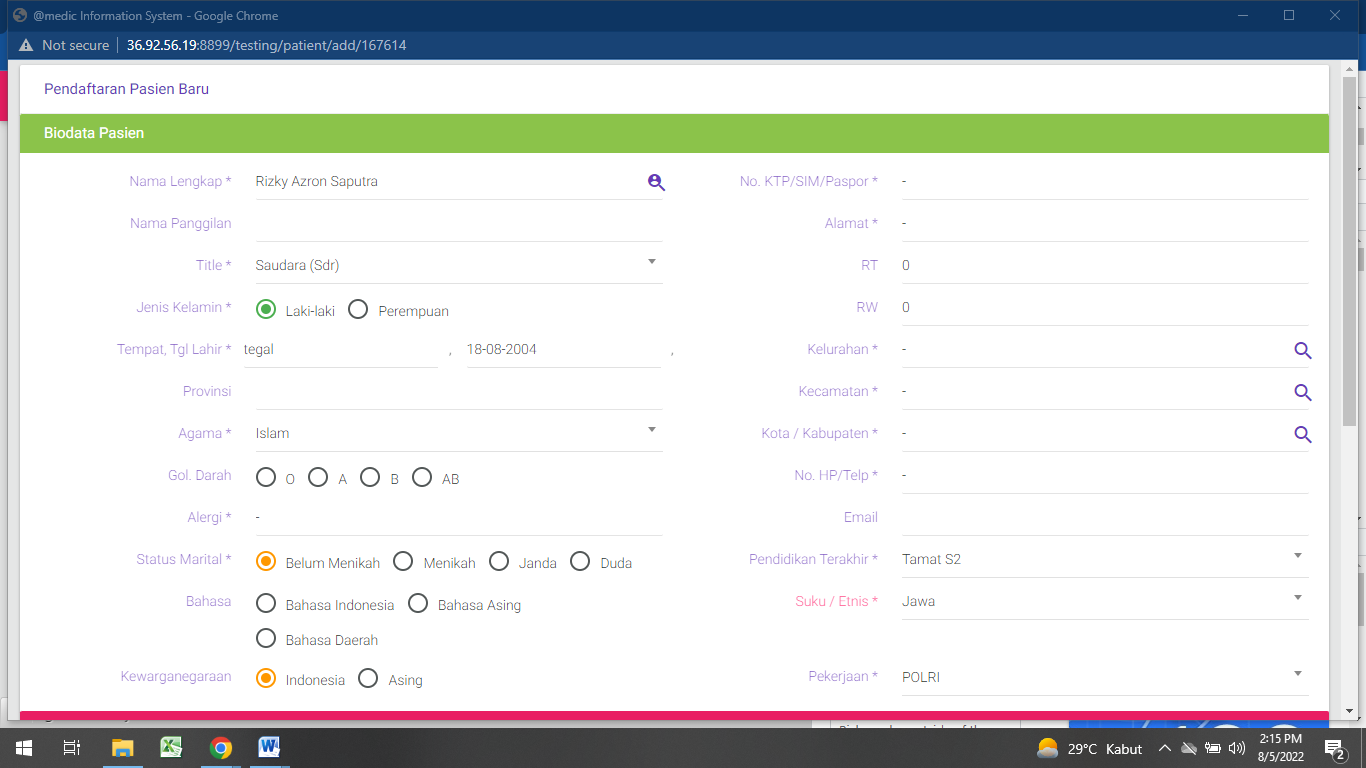 @medic Information System - Google Chrome
Not secure 36.92.56.19:8899/testing/patient/add/167614
Pendaftaran Pasien Baru
Biodata Pasien
Nama Lengkap * Rizky Azron Saputra
Nama Panggilan
Title * Saudara (Sdr)
Jenis Kelamin * Laki-laki Perempuan
Tempat, Tgl Lahir * tegal , 18-08-2004 ,
Provinsi
Agama * Islam
Gol. Darah O A B AB
Alergi * -
Status Marital * Belum Menikah Menikah Janda Duda
Bahasa Bahasa Indonesia Bahasa Asing
Bahasa Daerah
Kewarganegaraan Indonesia Asing
No. KTP/SIM/Paspor * -
Alamat * -
RT 0
RW 0
Kelurahan * -
Kecamatan * -
Kota / Kabupaten * -
No. HP/Telp * -
Email
Pendidikan Terakhir * Tamat S2
Suku / Etnis * Jawa
Pekerjaan * POLRI
29°C Kabut
2:15 PM
8/5/2022
2